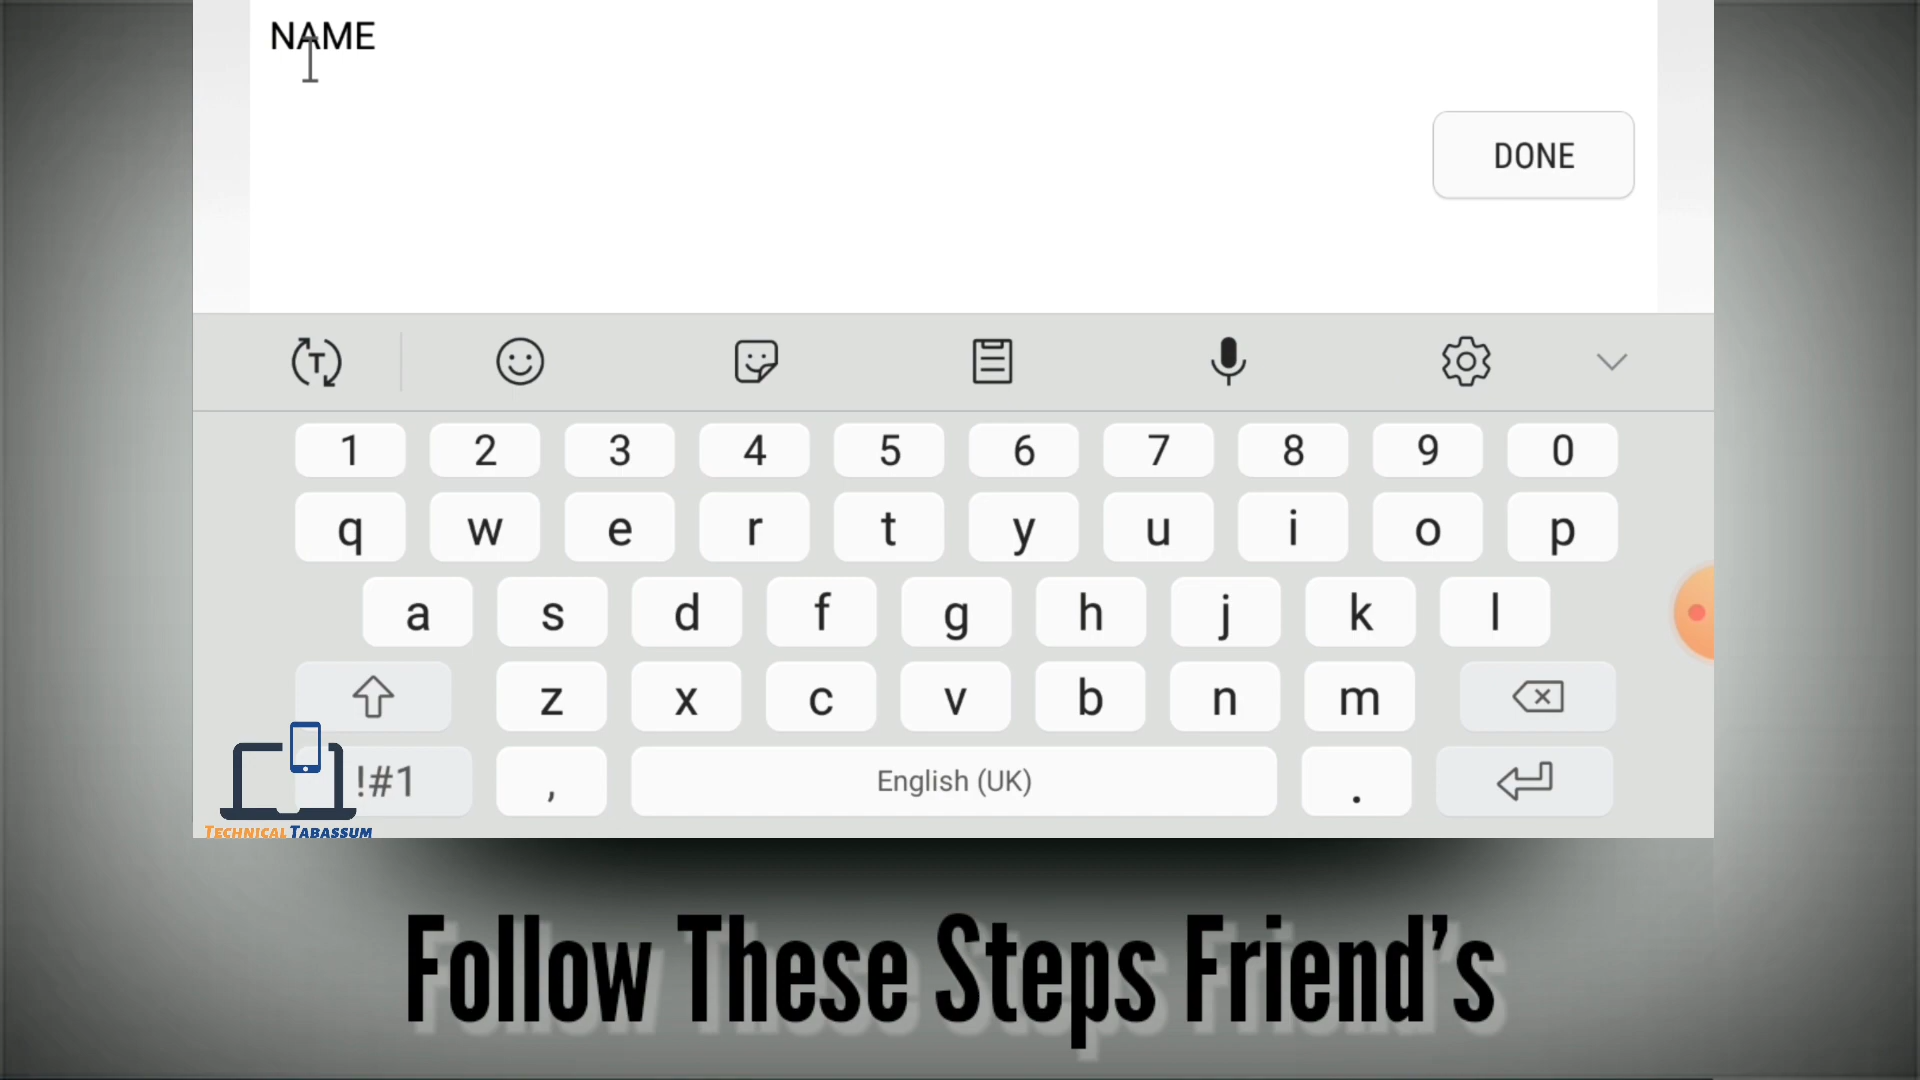 NAME
DONE
T
1 2 3 4 5 6 7 8 9 0
q w e r t y u i o p
a s d f g h j k l
z x c v b n m
!#1 , English (UK) .
TECHNICAL TABASSUM
Follow These Steps Friend’s